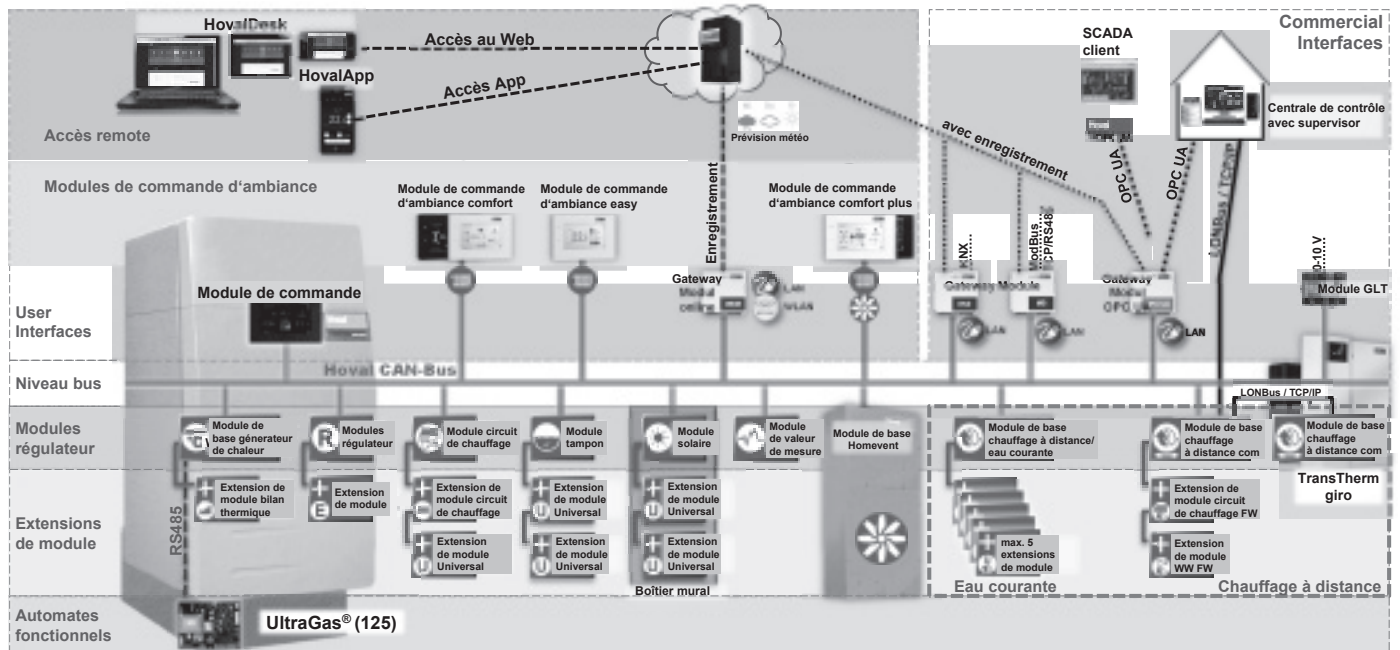 HovalDesk
HovalApp
Accès au Web
Accès App
Accès remote
Prévision météo
Enregistrement
avec enregistrement
Commercial
Interfaces
SCADA
client
Centrale de contrôle
avec supervisor
OPC UA
OPC UA
LONBus / TCP/IP
Modules de commande d‘ambiance
Module de commande
d‘ambiance comfort
Module de commande
d‘ambiance easy
Module de commande
d‘ambiance comfort plus
User
Interfaces
Module de commande
Gateway
Modul
online
LAN
WLAN
KNX
ModBus
TCP/RS485
Gateway Module
LAN
LAN
Gateway
Modul
OPC
LAN
0-10 V
Module GLT
Niveau bus
Hoval CAN-Bus
LONBus / TCP/IP
Modules
régulateur
Module de
base génerateur
de chaleur
R
Modules
régulateur
Module circuit
de chauffage
Module
tampon
Module
solaire
Module
de valeur
de mesure
Module de base
Homevent
Module de base
chauffage à distance/
eau courante
Module de base
chauffage
à distance com
Module de base
chauffage
à distance com
TransTherm
giro
Extensions
de module
RS485
Extension de
module bilan
thermique
E
Extension
de module
Extension de
module circuit
de chauffage
U
Extension
de module
Universal
U
Extension
de module
Universal
U
Extension
de module
Universal
U
Extension
de module
Universal
U
Extension
de module
Universal
Boîtier mural
max. 5
extensions
de module
Eau courante
Extension de
module circuit
de chauffage FW
Extension
de module
WW FW
Chauffage à distance
Automates
fonctionnels
UltraGas® (125)